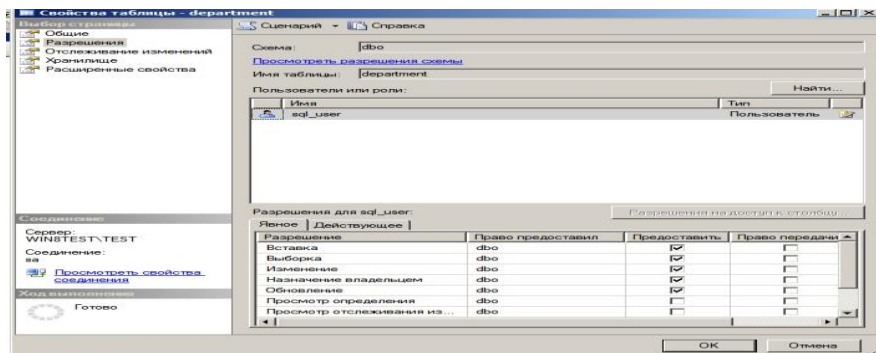 Свойства таблицы - department
Выбор страницы
Общие
Разрешения
Отслеживание изменений
Хранилище
Расширенные свойства
Сценарий
Справка
Схема:
dbo
Просмотреть разрешения схемы
Имя таблицы:
department
Пользователи или роли:
Найти...
Имя
Тип
sql_user
Пользователь
Разрешения для sql_user:
Разрешения на доступ к столбцу...
Явное
Действующее
Разрешение
Право предоставил
Предоставить
Право передачи
Вставка
dbo
Выборка
dbo
Изменение
dbo
Назначение владельцем
dbo
Обновление
dbo
Просмотр определения
dbo
Просмотр отслеживания из...
dbo
Соединение
Сервер:
WIN8TEST\TEST
Соединение:
sa
Просмотреть свойства
соединения
Ход выполнения
Готово
OK
Отмена